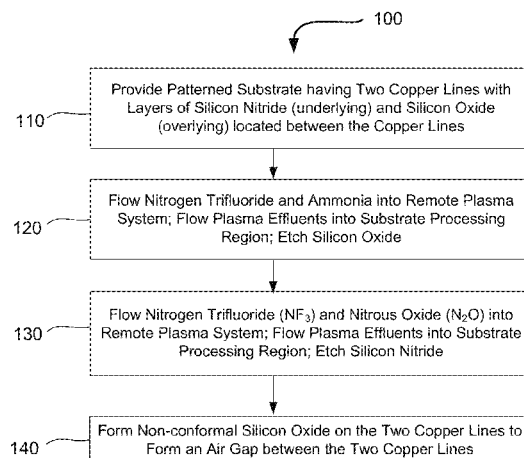 100
Provide Patterned Substrate having Two Copper Lines with
Layers of Silicon Nitride (underlying) and Silicon Oxide
(overlying) located between the Copper Lines
110
Flow Nitrogen Trifluoride and Ammonia into Remote Plasma
System; Flow Plasma Effluents into Substrate Processing
Region; Etch Silicon Oxide
120
Flow Nitrogen Trifluoride (NF₃) and Nitrous Oxide (N₂O) into
Remote Plasma System; Flow Plasma Effluents into Substrate
Processing Region; Etch Silicon Nitride
130
Form Non-conformal Silicon Oxide on the Two Copper Lines to
Form an Air Gap between the Two Copper Lines
140